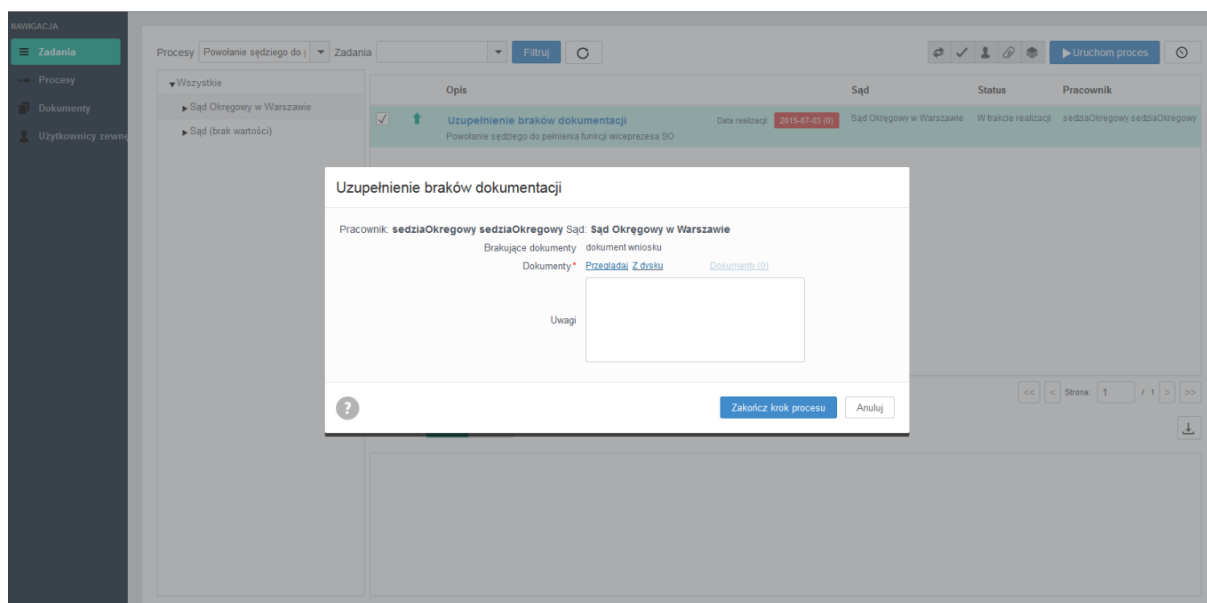 NAWIGACJA
Zadania
Procesy
Dokumenty
Użytkownicy zewnę
Procesy Powołanie sędziego do Zadania Filtruj Uruchom proces
Wszystkie
Sąd Okręgowy w Warszawie
Sąd (brak wartości)
Opis Sąd Status Pracownik
Uzupełnienie braków dokumentacji Data realizacji: 2015-07-03 (0) Sąd Okręgowy w Warszawie W trakcie realizacji sedziaOkregowy sedziaOkregowy
Powołanie sędziego do pełnienia funkcji wiceprezesa SO
Uzupełnienie braków dokumentacji
Pracownik: sedziaOkregowy sedziaOkregowy Sąd: Sąd Okręgowy w Warszawie
Brakujące dokumenty dokument wniosku
Dokumenty* Przeglądaj Z dysku Dokumenty (0)
Uwagi
? Zakończ krok procesu Anuluj
<< < Strona: 1 / 1 > >>